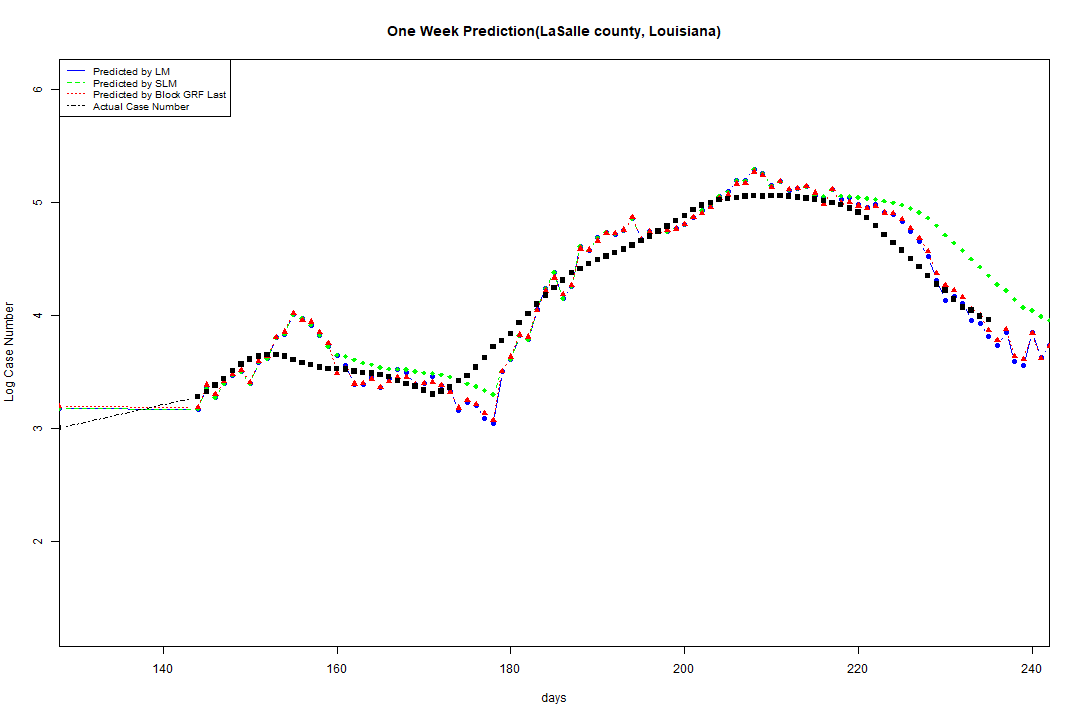 One Week Prediction(LaSalle county, Louisiana)
Predicted by LM
Predicted by SLM
Predicted by Block GRF Last
Actual Case Number
6
5
4
3
2
Log Case Number
140 160 180 200 220 240
days